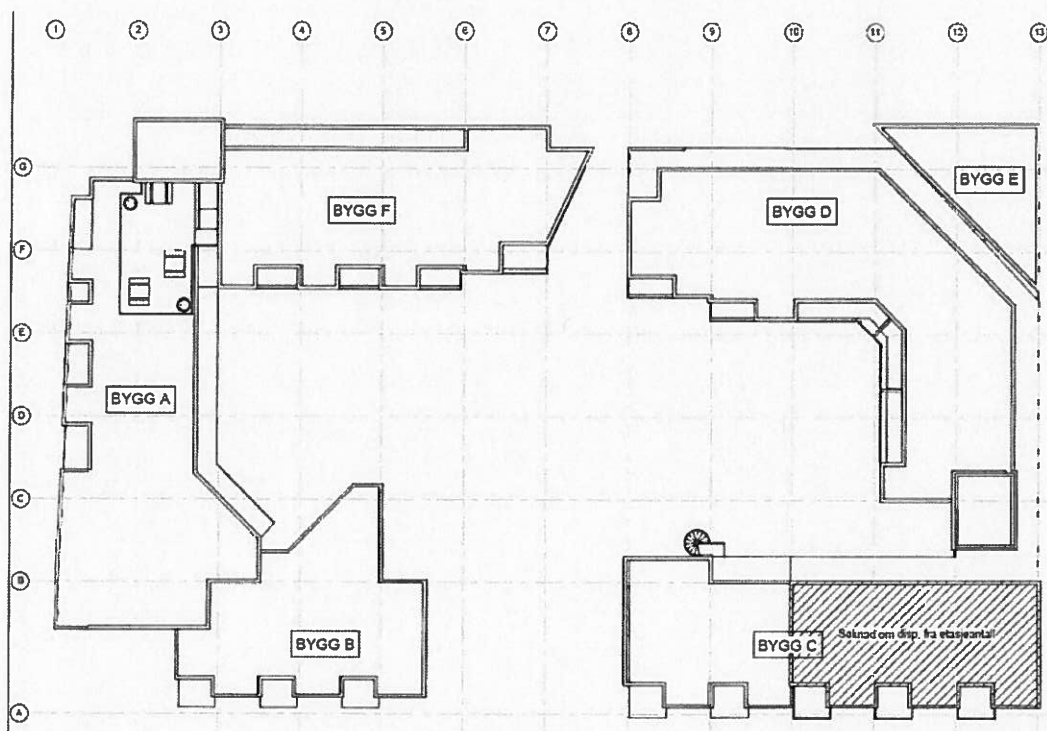 1 2 3 4 5 6 7 8 9 10 11 12 13
G
BYGG E
BYGG F
BYGG D
F
E
BYGG A
D
C
B
Søknad om disp. fra etasjeantall
BYGG B
BYGG C
A